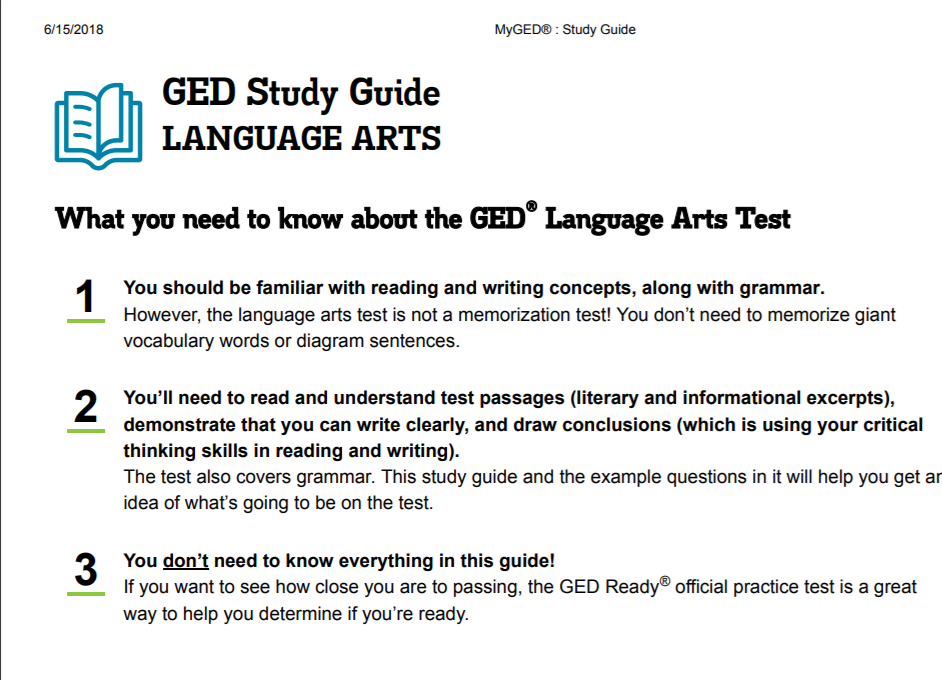 6/15/2018 MyGED® : Study Guide
GED Study Guide
LANGUAGE ARTS
What you need to know about the GED® Language Arts Test
1 You should be familiar with reading and writing concepts, along with grammar.
However, the language arts test is not a memorization test! You don’t need to memorize giant
vocabulary words or diagram sentences.
2 You’ll need to read and understand test passages (literary and informational excerpts),
demonstrate that you can write clearly, and draw conclusions (which is using your critical
thinking skills in reading and writing).
The test also covers grammar. This study guide and the example questions in it will help you get an
idea of what’s going to be on the test.
3 You don’t need to know everything in this guide!
If you want to see how close you are to passing, the GED Ready® official practice test is a great
way to help you determine if you’re ready.